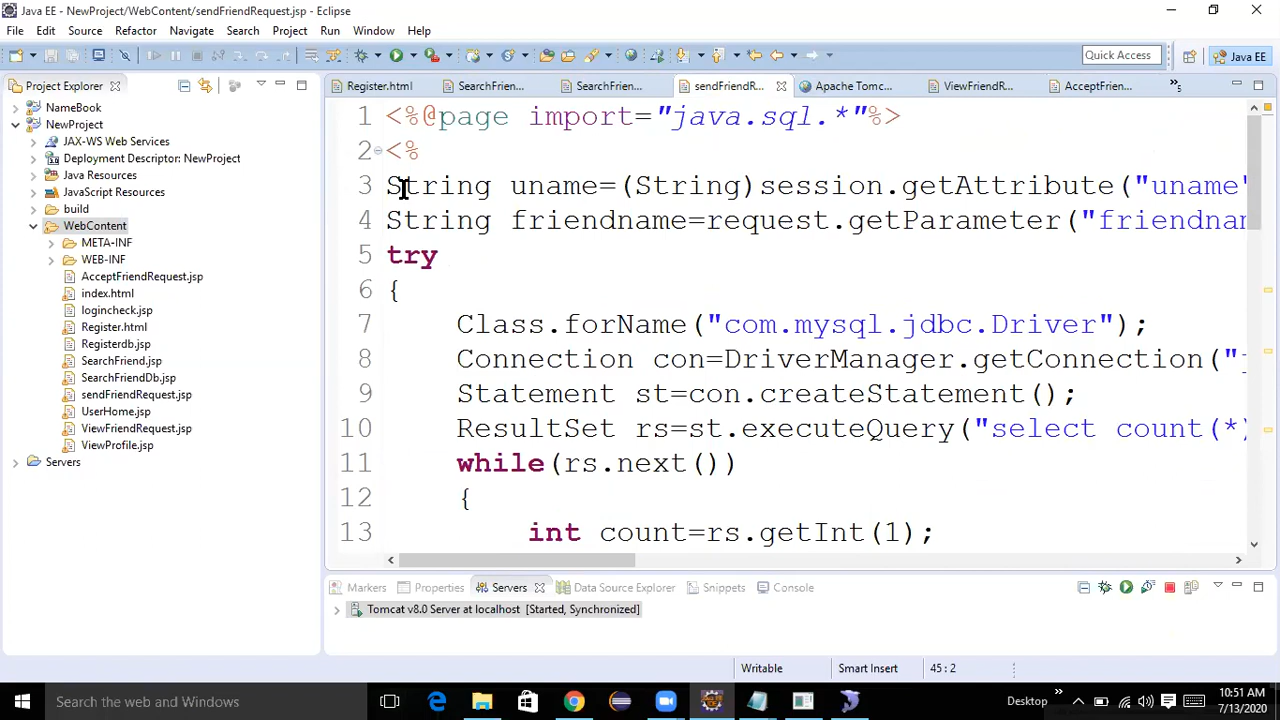 Java EE - NewProject/WebContent/sendFriendRequest.jsp - Eclipse
File Edit Source Refactor Navigate Search Project Run Window Help
Quick Access
Java EE
Project Explorer
Register.html
SearchFrien...
SearchFrien...
sendFriendR...
Apache Tomc...
ViewFriendR...
AcceptFrien...
»5
NameBook
NewProject
JAX-WS Web Services
Deployment Descriptor: NewProject
Java Resources
JavaScript Resources
build
WebContent
META-INF
WEB-INF
AcceptFriendRequest.jsp
index.html
logincheck.jsp
Register.html
Registerdb.jsp
SearchFriend.jsp
SearchFriendDb.jsp
sendFriendRequest.jsp
UserHome.jsp
ViewFriendRequest.jsp
ViewProfile.jsp
Servers
1 <%@page import="java.sql.*"%>
2 <%
3 String uname=(String)session.getAttribute("uname"
4 String friendname=request.getParameter("friendnam
5 try
6 {
7 Class.forName("com.mysql.jdbc.Driver");
8 Connection con=DriverManager.getConnection("j
9 Statement st=con.createStatement();
10 ResultSet rs=st.executeQuery("select count(*)
11 while(rs.next())
12 {
13 int count=rs.getInt(1);
Markers
Properties
Servers
Data Source Explorer
Snippets
Console
Tomcat v8.0 Server at localhost [Started, Synchronized]
Writable
Smart Insert
45 : 2
Search the web and Windows
Desktop
»
10:51 AM
7/13/2020